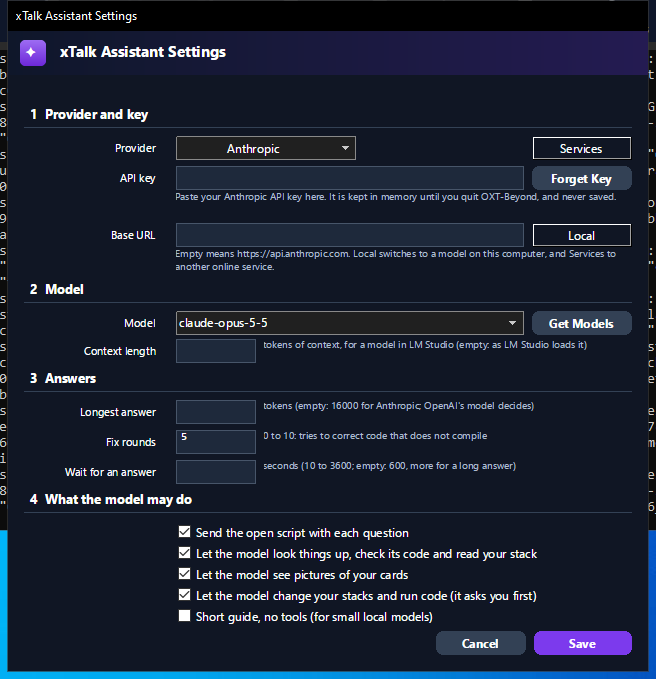 xTalk Assistant Settings
xTalk Assistant Settings
1 Provider and key
Provider
Anthropic
Services
API key
Forget Key
Paste your Anthropic API key here. It is kept in memory until you quit OXT-Beyond, and never saved.
Base URL
Local
Empty means https://api.anthropic.com. Local switches to a model on this computer, and Services to
another online service.
2 Model
Model
claude-opus-5-5
Get Models
Context length
tokens of context, for a model in LM Studio (empty: as LM Studio loads it)
3 Answers
Longest answer
tokens (empty: 16000 for Anthropic; OpenAI's model decides)
Fix rounds
5
0 to 10: tries to correct code that does not compile
Wait for an answer
seconds (10 to 3600; empty: 600, more for a long answer)
4 What the model may do
Send the open script with each question
Let the model look things up, check its code and read your stack
Let the model see pictures of your cards
Let the model change your stacks and run code (it asks you first)
Short guide, no tools (for small local models)
Cancel
Save